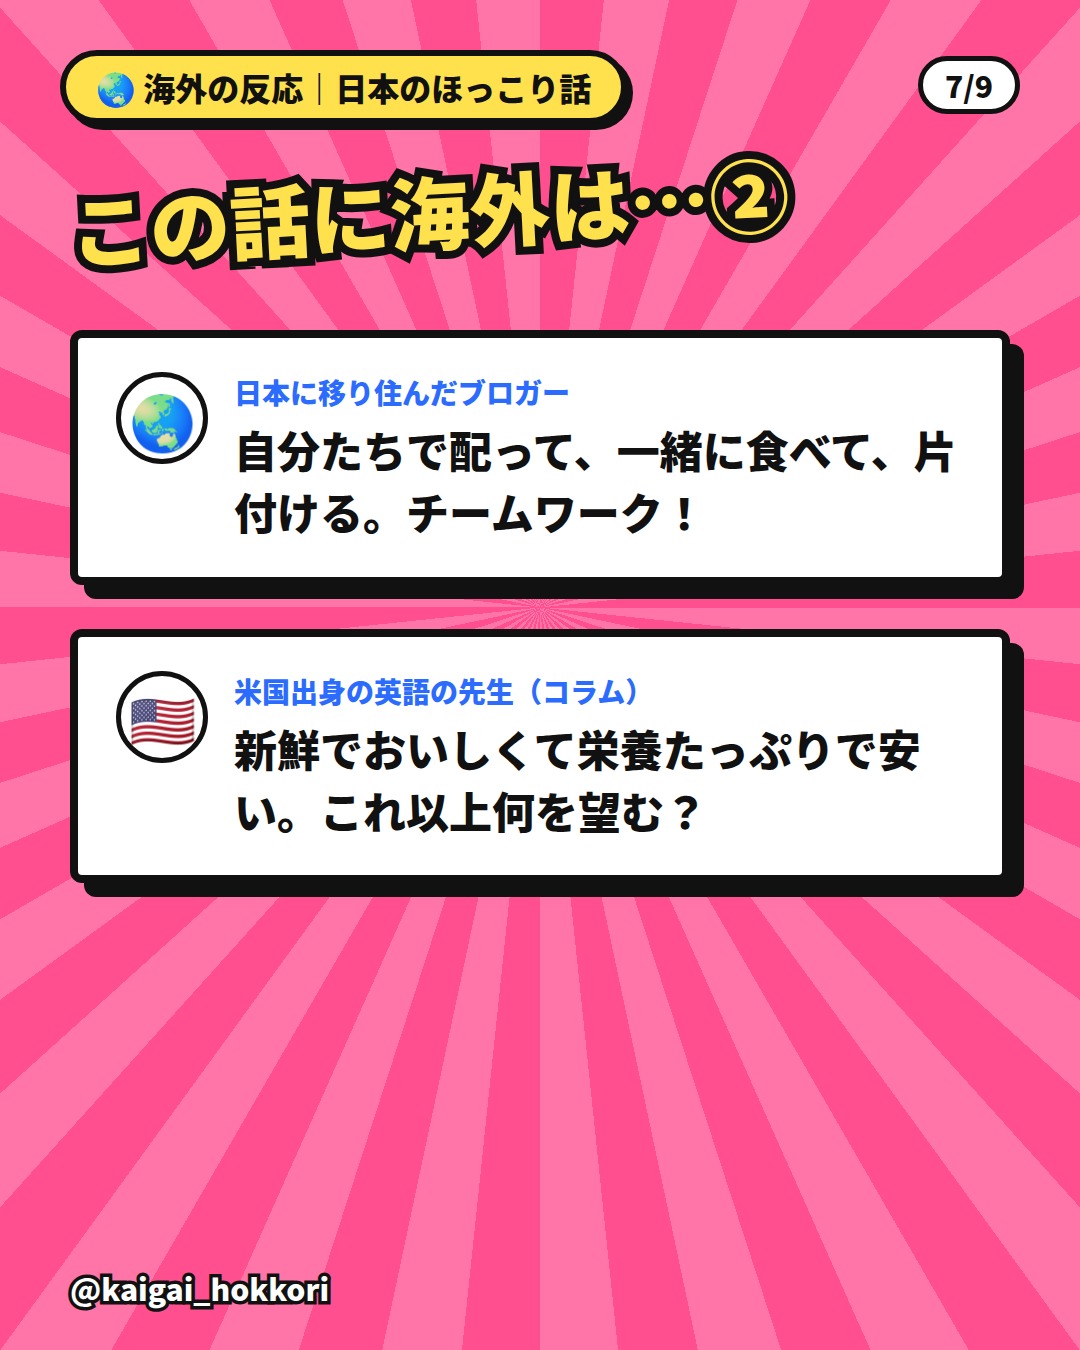 🌏 海外の反応｜日本のほっこり話
7/9
この話に海外は…②
日本に移り住んだブロガー
自分たちで配って、一緒に食べて、片
付ける。チームワーク！
米国出身の英語の先生（コラム）
新鮮でおいしくて栄養たっぷりで安
い。これ以上何を望む？
@kaigai_hokkori